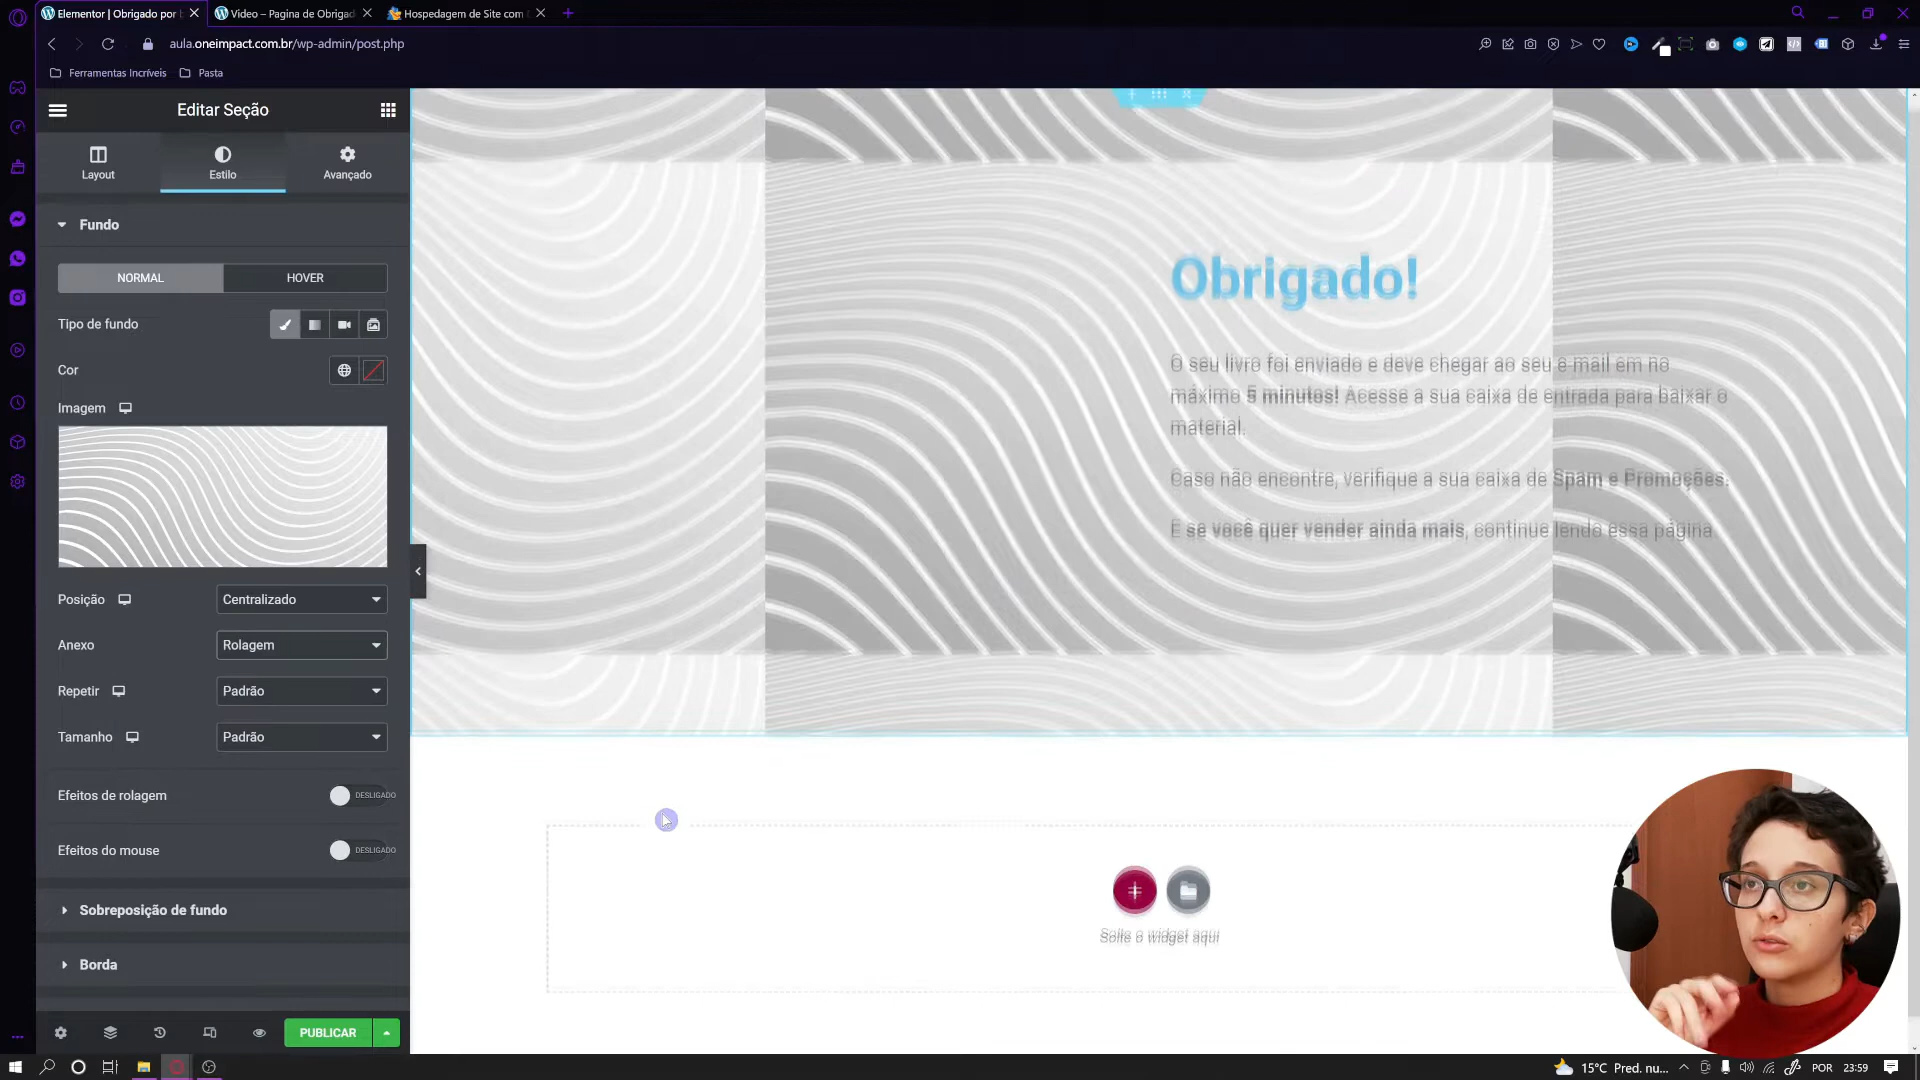 Elementor | Obrigado por
Video – Pagina de Obrigad
Hospedagem de Site com
aula.oneimpact.com.br/wp-admin/post.php
Ferramentas Incríveis
Pasta
Editar Seção
Layout
Estilo
Avançado
Fundo
NORMAL
HOVER
Tipo de fundo
Cor
Imagem
Posição
Centralizado
Anexo
Rolagem
Repetir
Padrão
Tamanho
Padrão
Efeitos de rolagem
DESLIGADO
Efeitos do mouse
DESLIGADO
Sobreposição de fundo
Borda
PUBLICAR
Obrigado!
O seu livro foi enviado e deve chegar ao seu e-mail em no
máximo 5 minutos! Acesse a sua caixa de entrada para baixar o
material.
Caso não encontre, verifique a sua caixa de Spam e Promoções.
E se você quer vender ainda mais, continue lendo essa página.
Solte o widget aqui
15°C Pred. nu...
POR
23:59